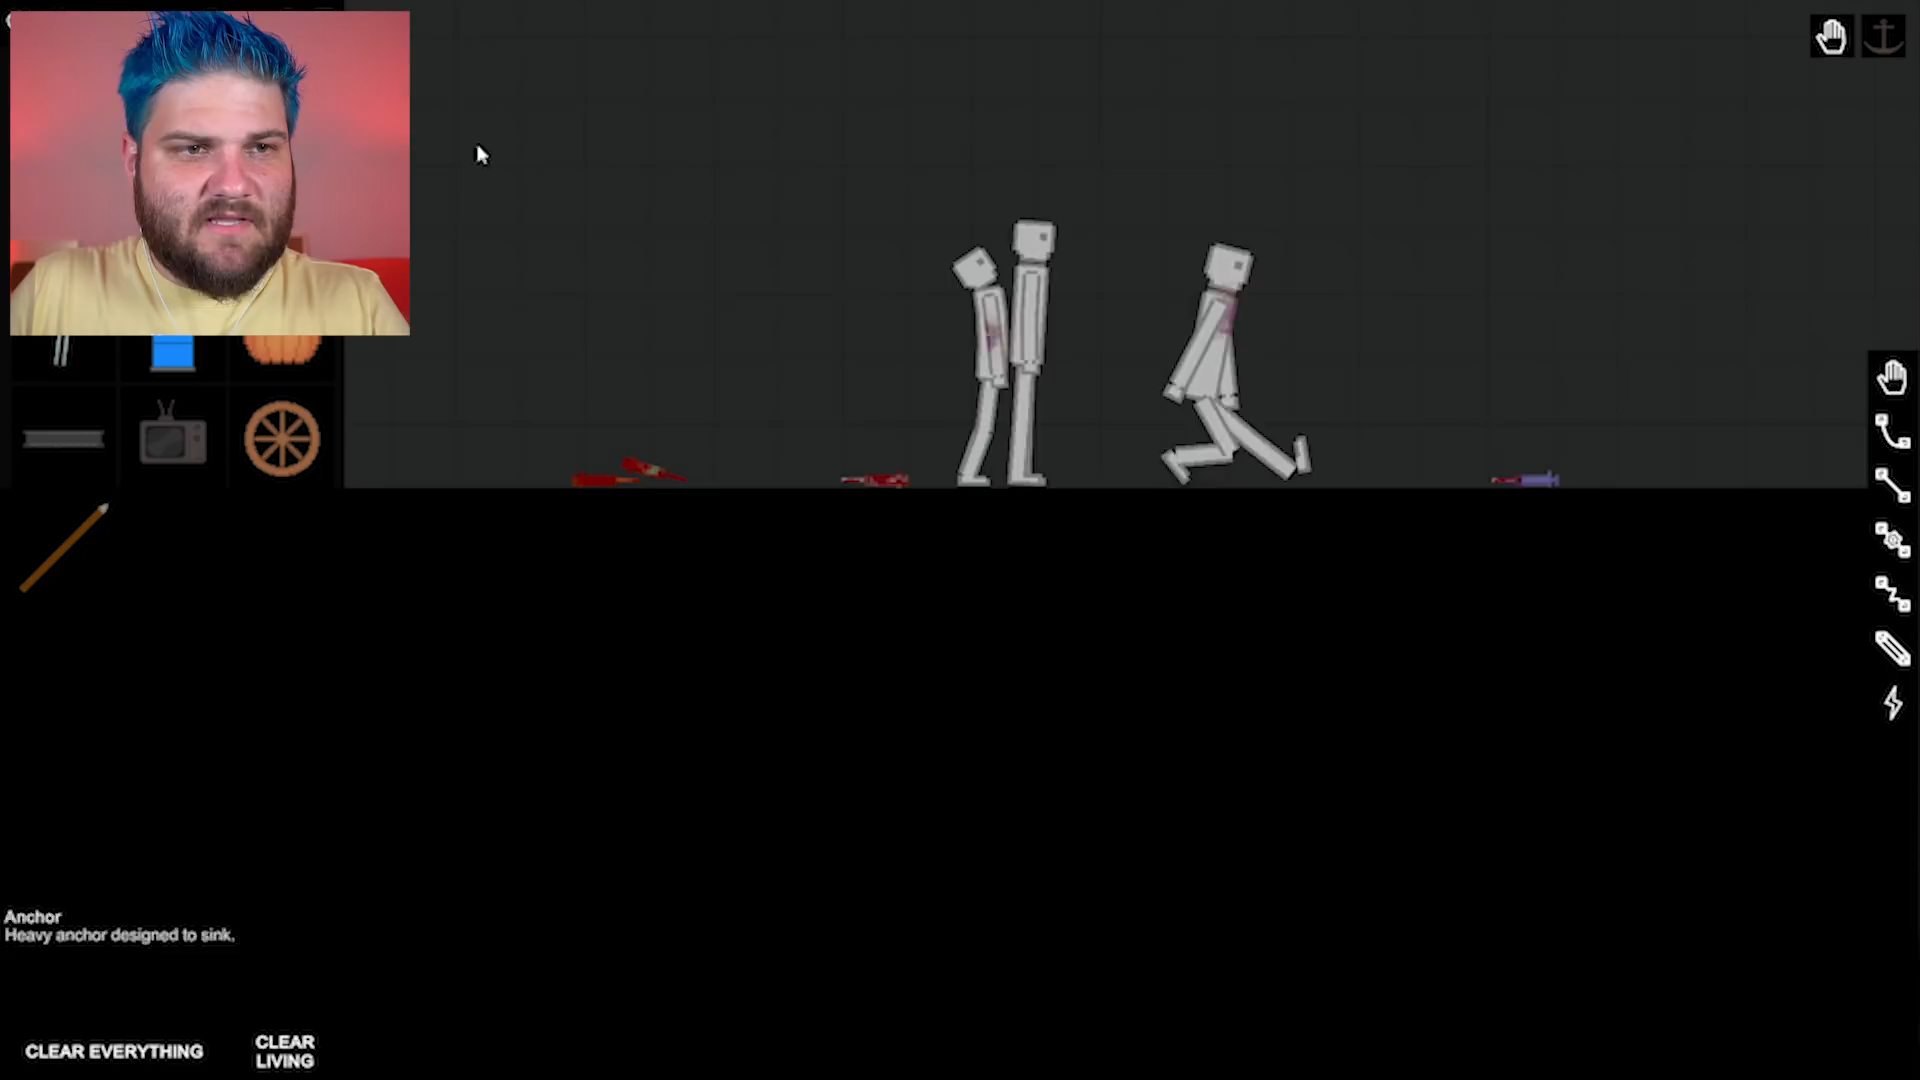 Anchor
Heavy anchor designed to sink.
CLEAR EVERYTHING
CLEAR
LIVING